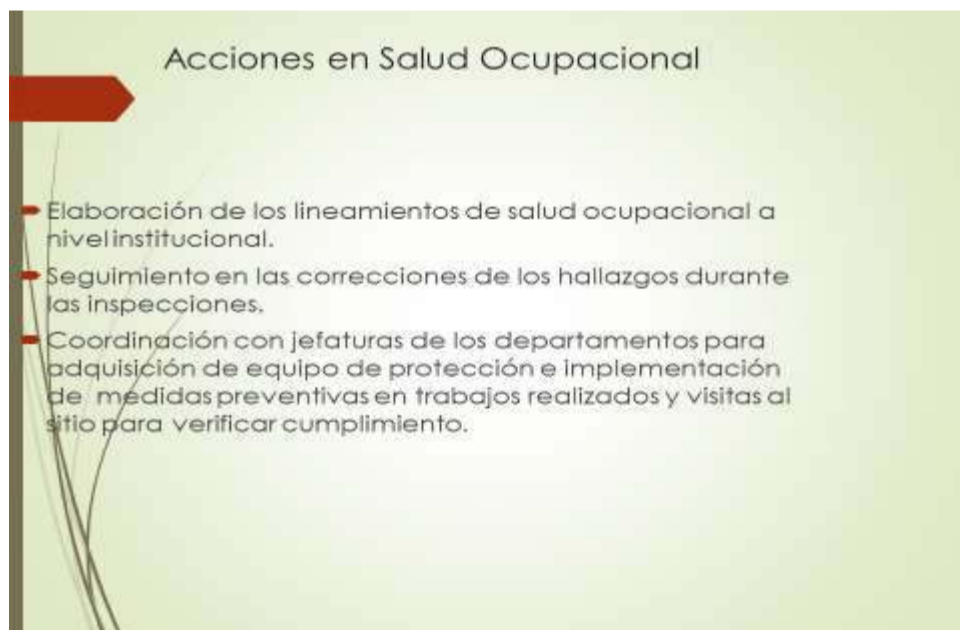 Acciones en Salud Ocupacional
Elaboración de los lineamientos de salud ocupacional a
nivel institucional.
Seguimiento en las correcciones de los hallazgos durante
las inspecciones.
Coordinación con jefaturas de los departamentos para
adquisición de equipo de protección e implementación
de medidas preventivas en trabajos realizados y visitas al
sitio para verificar cumplimiento.